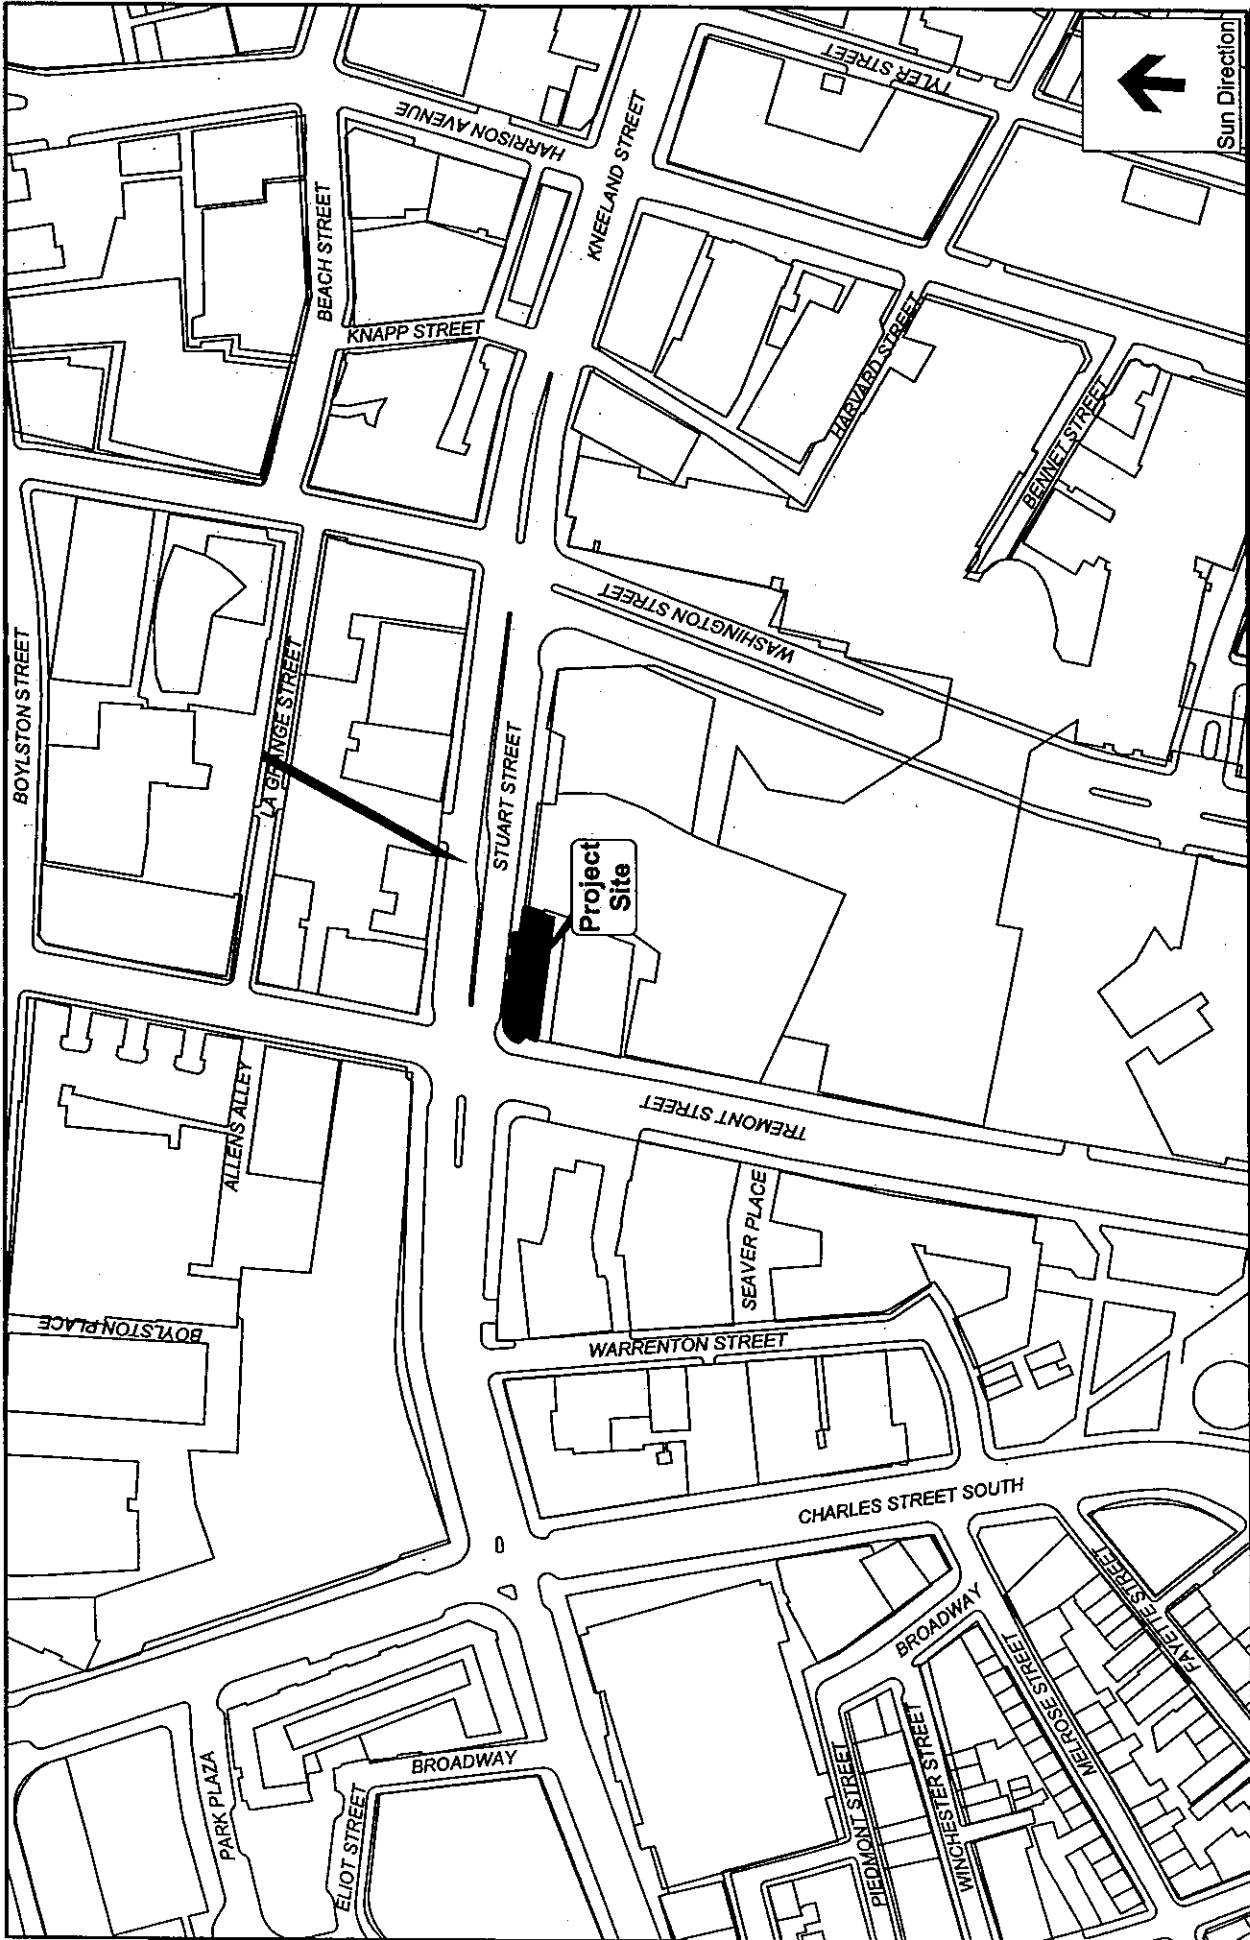 TYLER STREET
Sun Direction
HARRISON AVENUE
KNEELAND STREET
BEACH STREET
KNAPP STREET
HARVARD STREET
BENNET STREET
BOYLSTON STREET
LA GRANGE STREET
WASHINGTON STREET
STUART STREET
Project
Site
ALLENS ALLEY
TREMONT STREET
SEAVER PLACE
BOYLSTON PLACE
WARRENTON STREET
CHARLES STREET SOUTH
FAYETTE STREET
BROADWAY
MELROSE STREET
PARK PLAZA
BROADWAY
ELIOT STREET
PIEDMONT STREET
WINCHESTER STREET